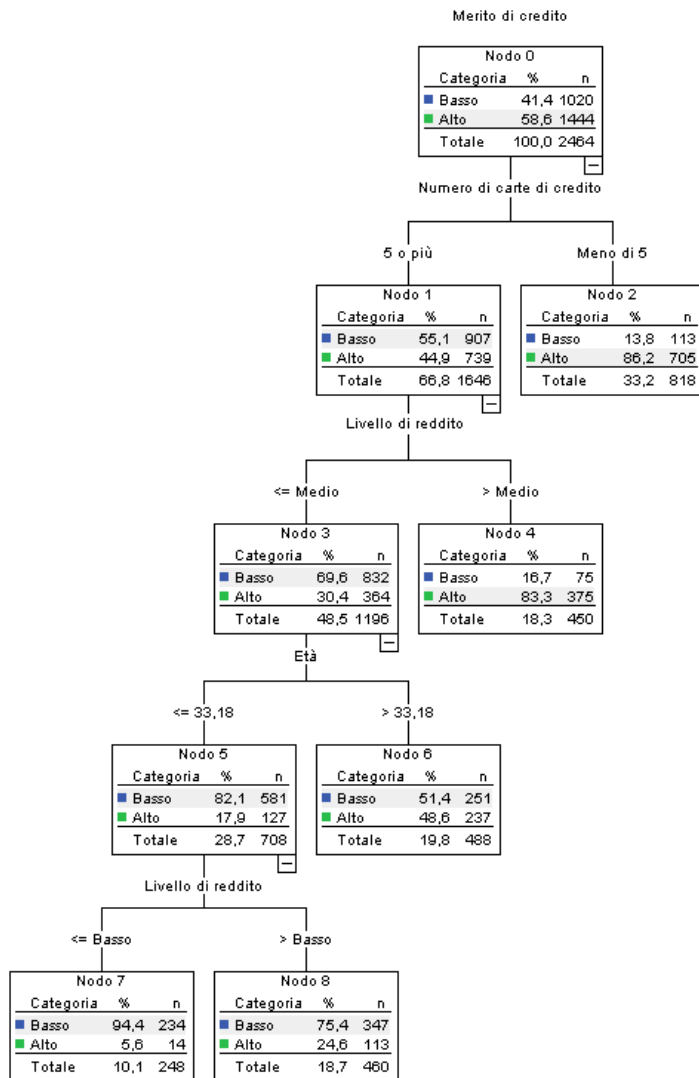 Merito di credito
Nodo 0
Categoria % n
Basso 41,4 1020
Alto 58,6 1444
Totale 100,0 2464
Numero di carte di credito
5 o più
Meno di 5
Nodo 1
Categoria % n
Basso 55,1 907
Alto 44,9 739
Totale 66,8 1646
Nodo 2
Categoria % n
Basso 13,8 113
Alto 86,2 705
Totale 33,2 818
Livello di reddito
<= Medio
> Medio
Nodo 3
Categoria % n
Basso 69,6 832
Alto 30,4 364
Totale 48,5 1196
Nodo 4
Categoria % n
Basso 16,7 75
Alto 83,3 375
Totale 18,3 450
Età
<= 33,18
> 33,18
Nodo 5
Categoria % n
Basso 82,1 581
Alto 17,9 127
Totale 28,7 708
Nodo 6
Categoria % n
Basso 51,4 251
Alto 48,6 237
Totale 19,8 488
Livello di reddito
<= Basso
> Basso
Nodo 7
Categoria % n
Basso 94,4 234
Alto 5,6 14
Totale 10,1 248
Nodo 8
Categoria % n
Basso 75,4 347
Alto 24,6 113
Totale 18,7 460